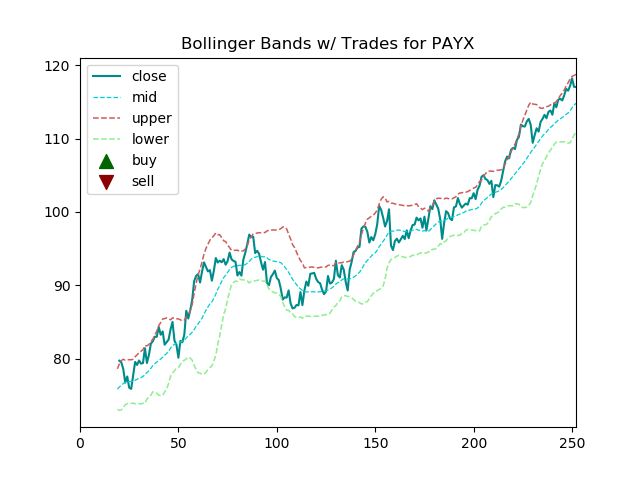 Bollinger Bands w/ Trades for PAYX
120
110
100
90
80
close
mid
upper
lower
buy
sell
0 50 100 150 200 250